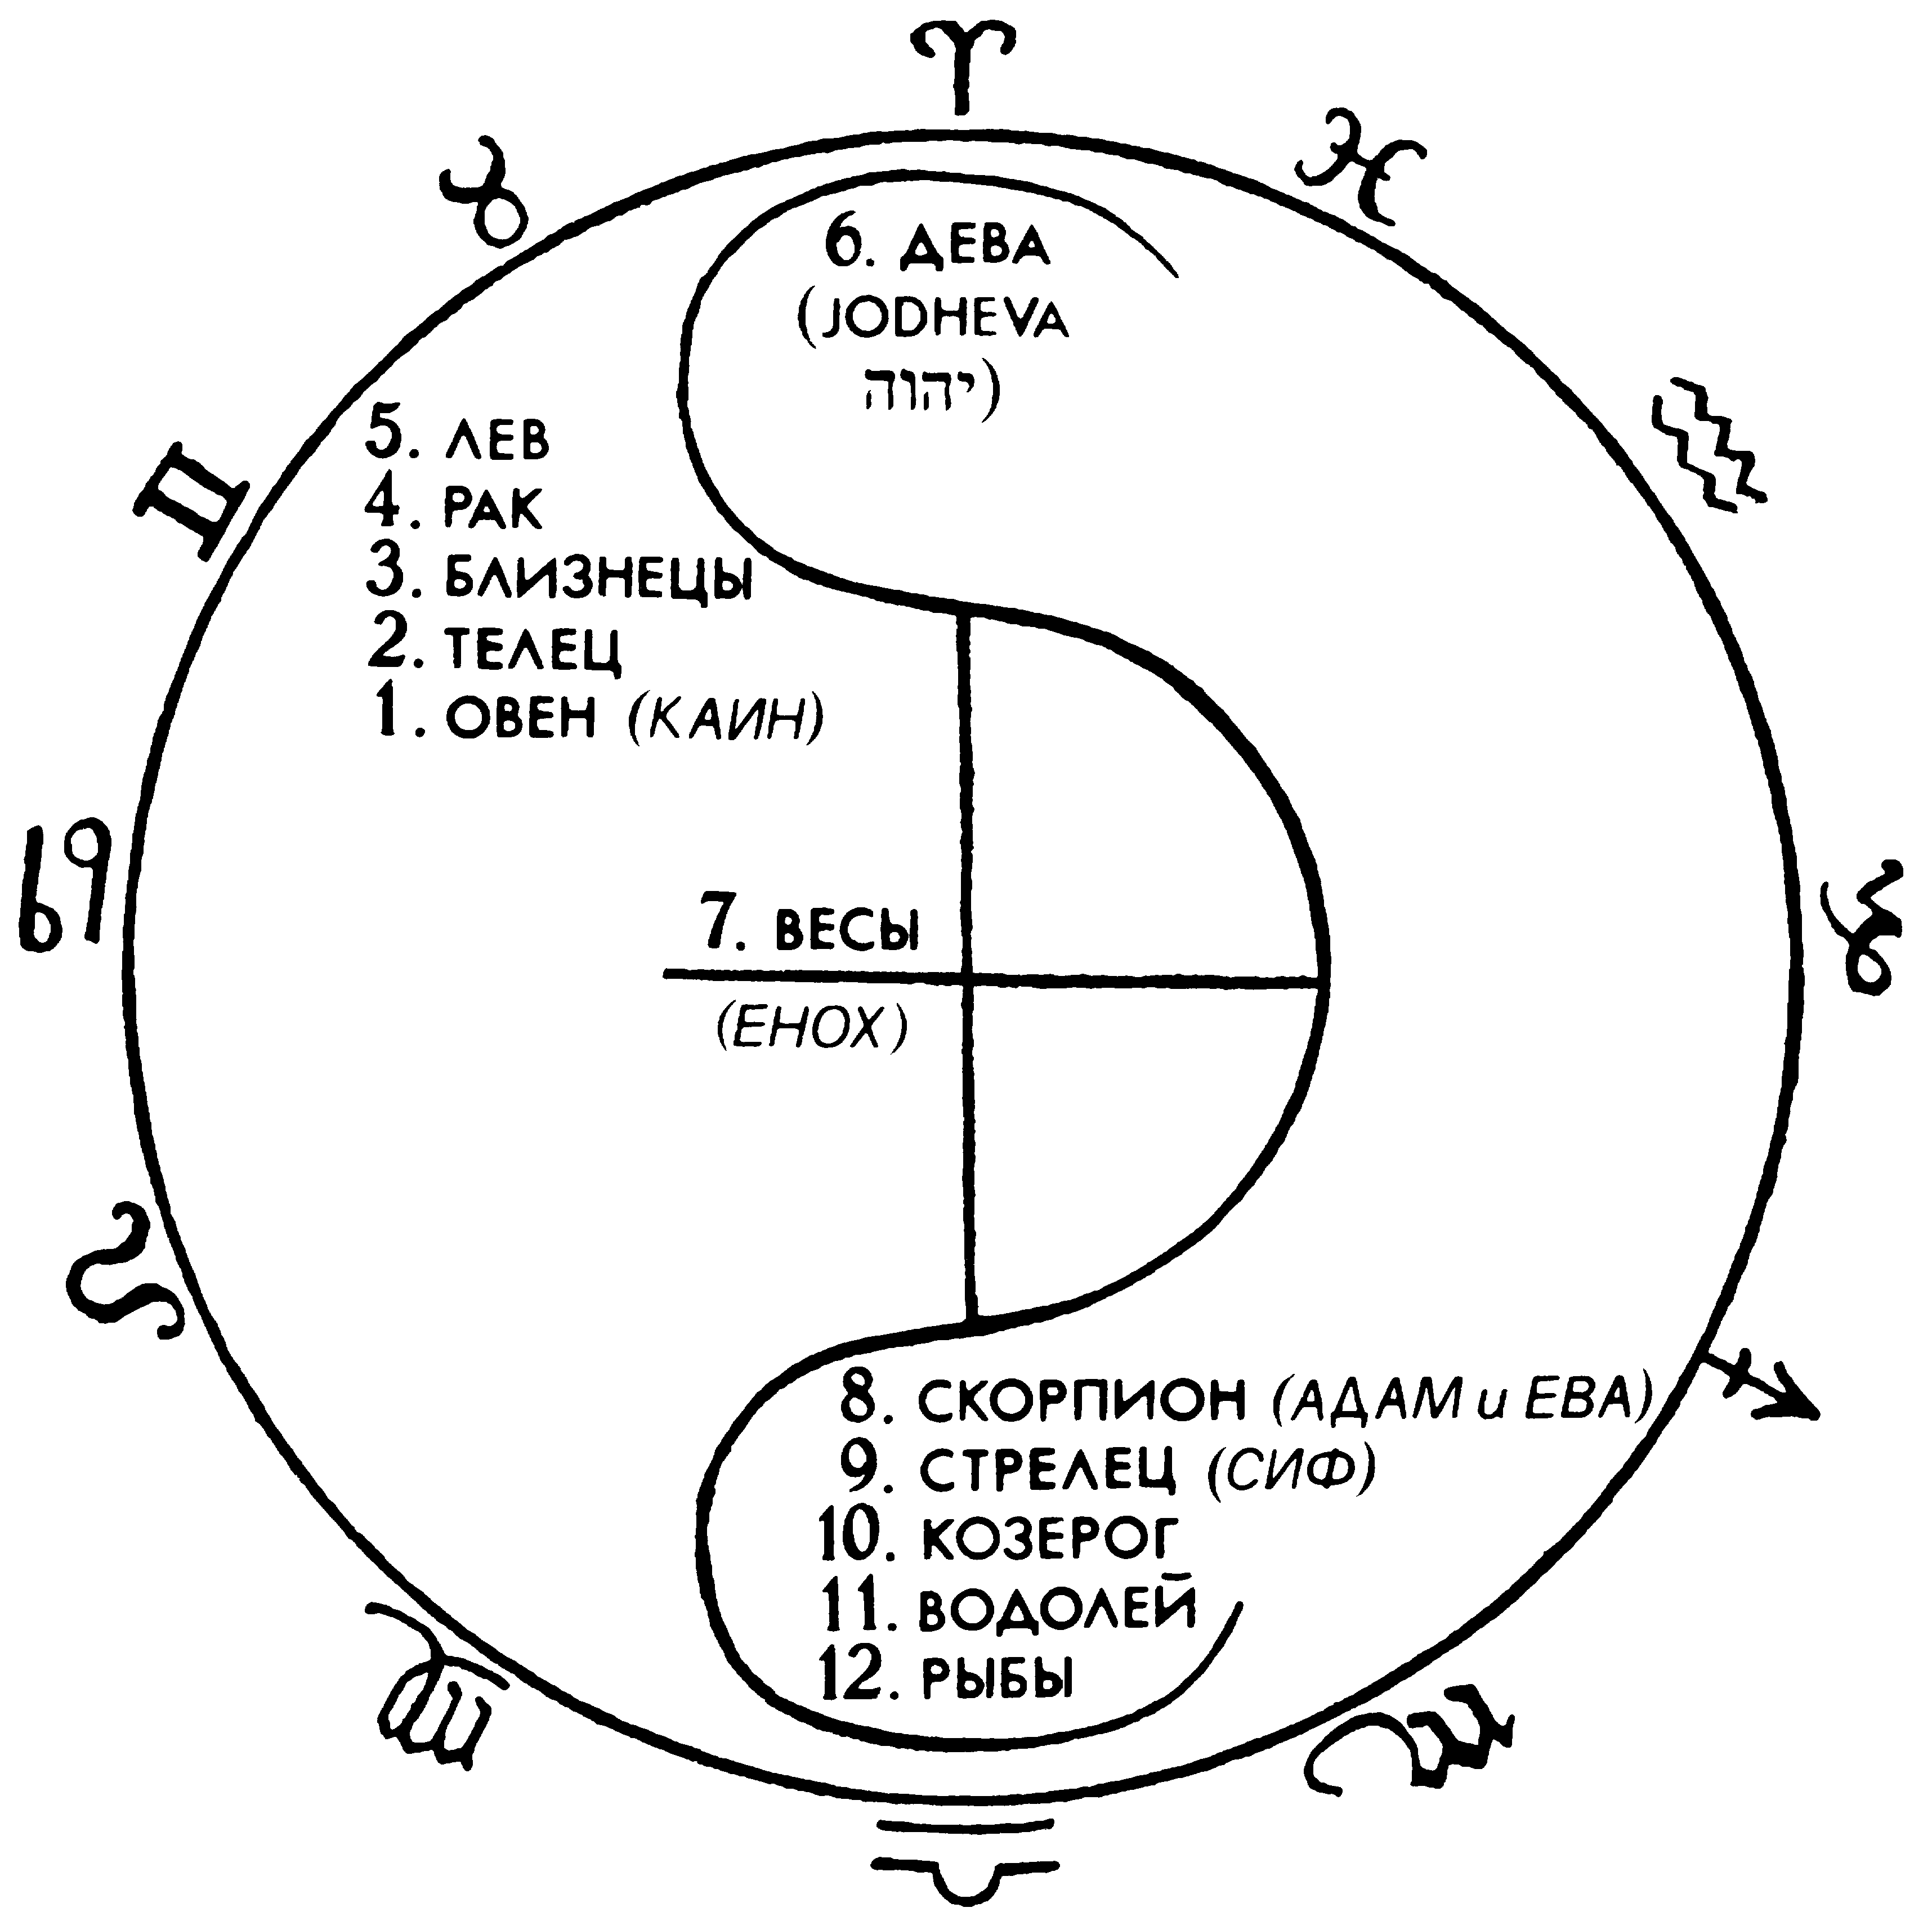 6. ДЕВА
(JODHEVA
יהוה)
5. ЛЕВ
4. РАК
3. БЛИЗНЕЦЫ
2. ТЕЛЕЦ
1. ОВЕН (КАИН)
7. ВЕСЫ
(ЕНОХ)
8. СКОРПИОН (АДАМ и ЕВА)
9. СТРЕЛЕЦ (СИФ)
10. КОЗЕРОГ
11. ВОДОЛЕЙ
12. РЫБЫ